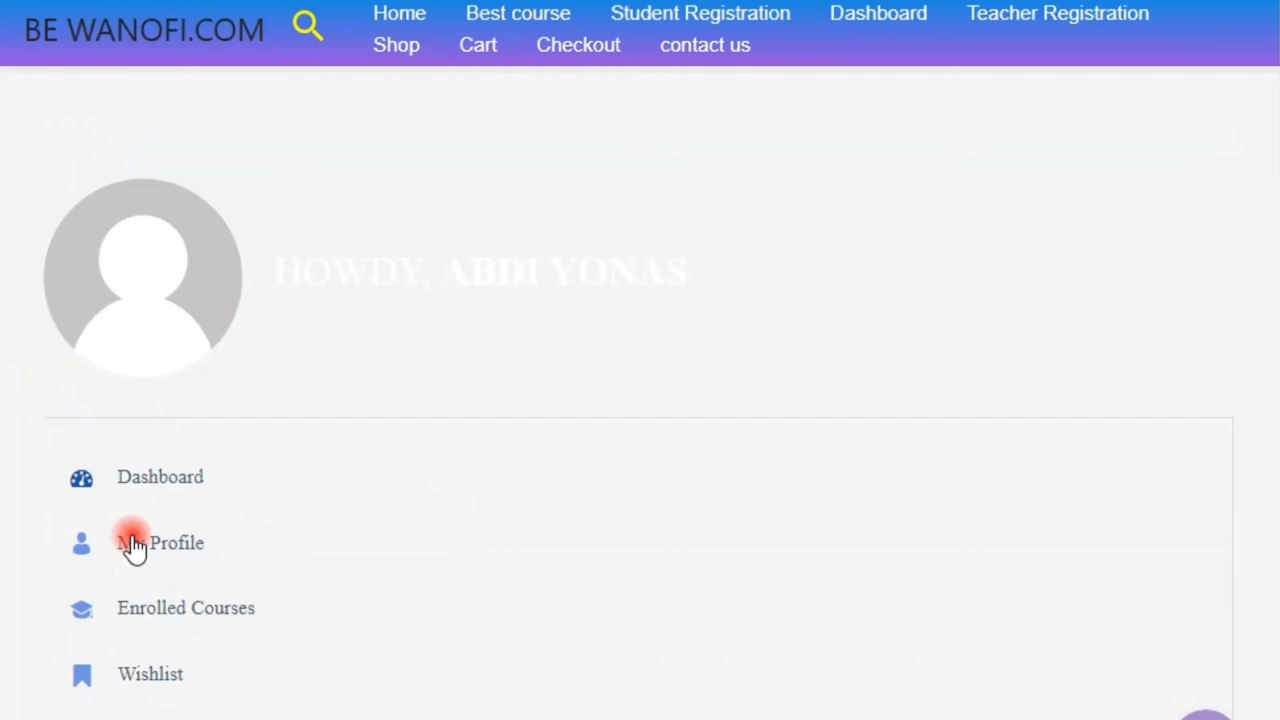 BE WANOFI.COM
Home Best course Student Registration Dashboard Teacher Registration
Shop Cart Checkout contact us
HOWDY, ABDI YONAS
Dashboard
My Profile
Enrolled Courses
Wishlist